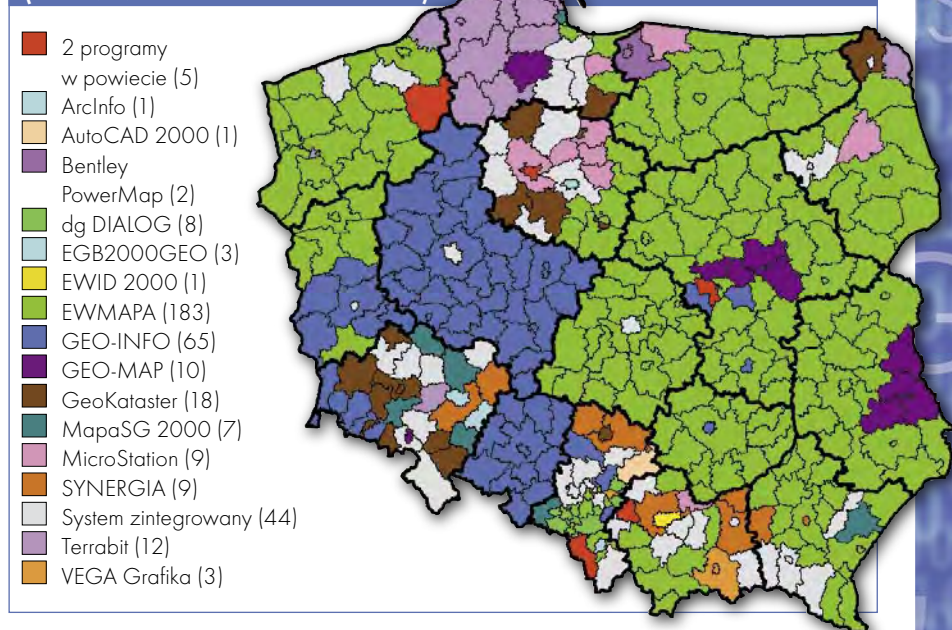 2 programy
w powiecie (5)
ArcInfo (1)
AutoCAD 2000 (1)
Bentley
PowerMap (2)
dg DIALOG (8)
EGB2000GEO (3)
EWID 2000 (1)
EWMAPA (183)
GEO-INFO (65)
GEO-MAP (10)
GeoKataster (18)
MapaSG 2000 (7)
MicroStation (9)
SYNERGIA (9)
System zintegrowany (44)
Terrabit (12)
VEGA Grafika (3)